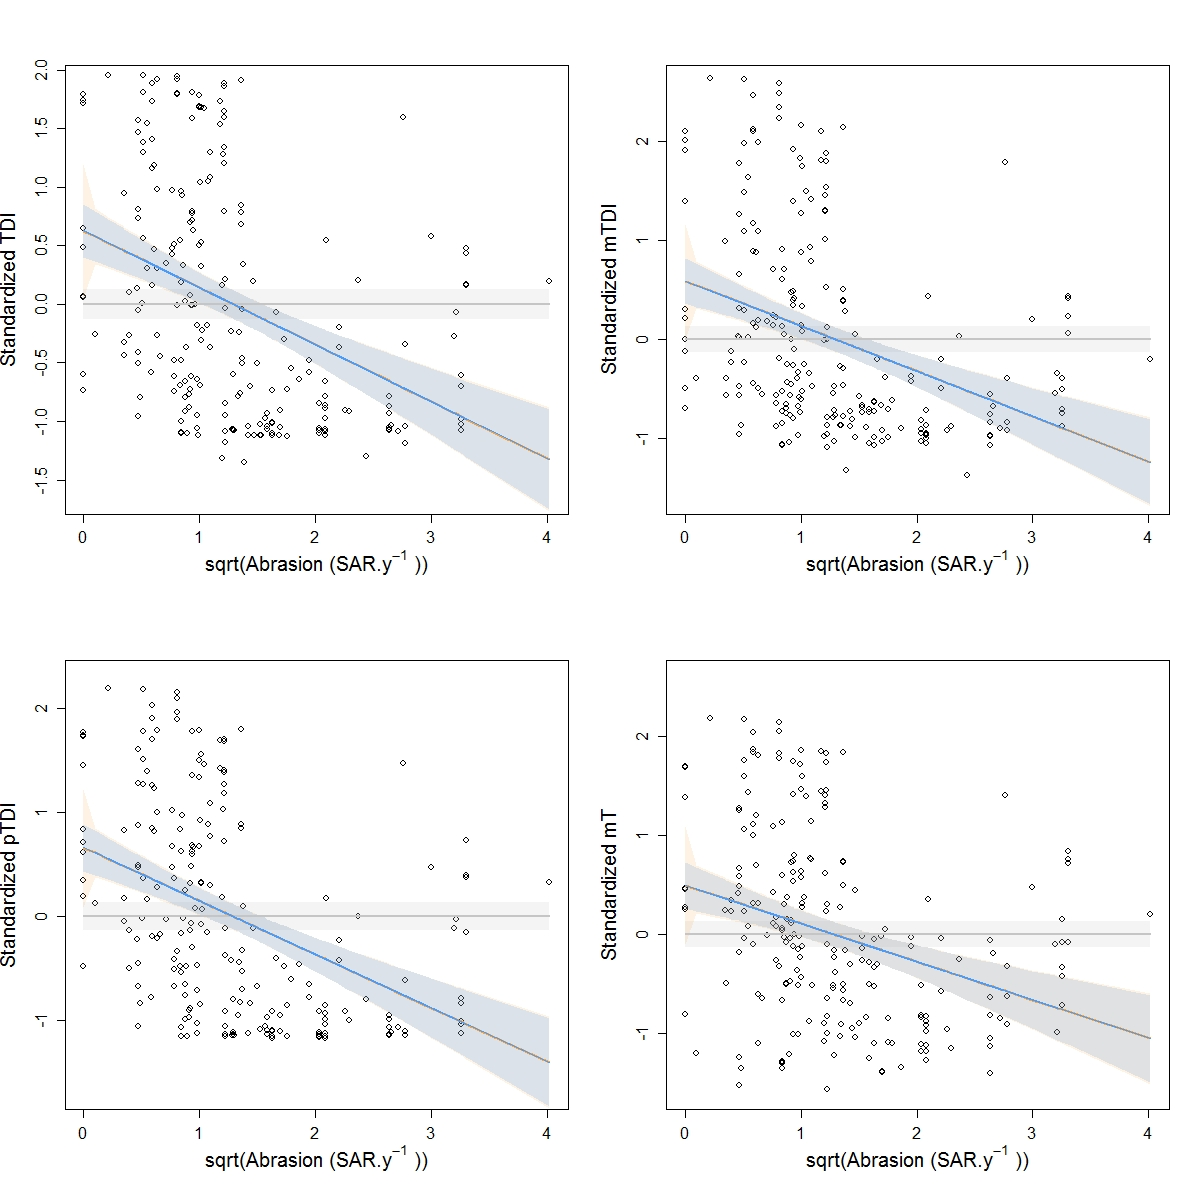 Standardized TDI
2.0
1.5
1.0
0.5
0.0
-0.5
-1.0
-1.5
0 1 2 3 4
sqrt(Abrasion (SAR.y⁻¹ ))
Standardized mTDI
2
1
0
-1
0 1 2 3 4
sqrt(Abrasion (SAR.y⁻¹ ))
Standardized pTDI
2
1
0
-1
0 1 2 3 4
sqrt(Abrasion (SAR.y⁻¹ ))
Standardized mT
2
1
0
-1
0 1 2 3 4
sqrt(Abrasion (SAR.y⁻¹ ))